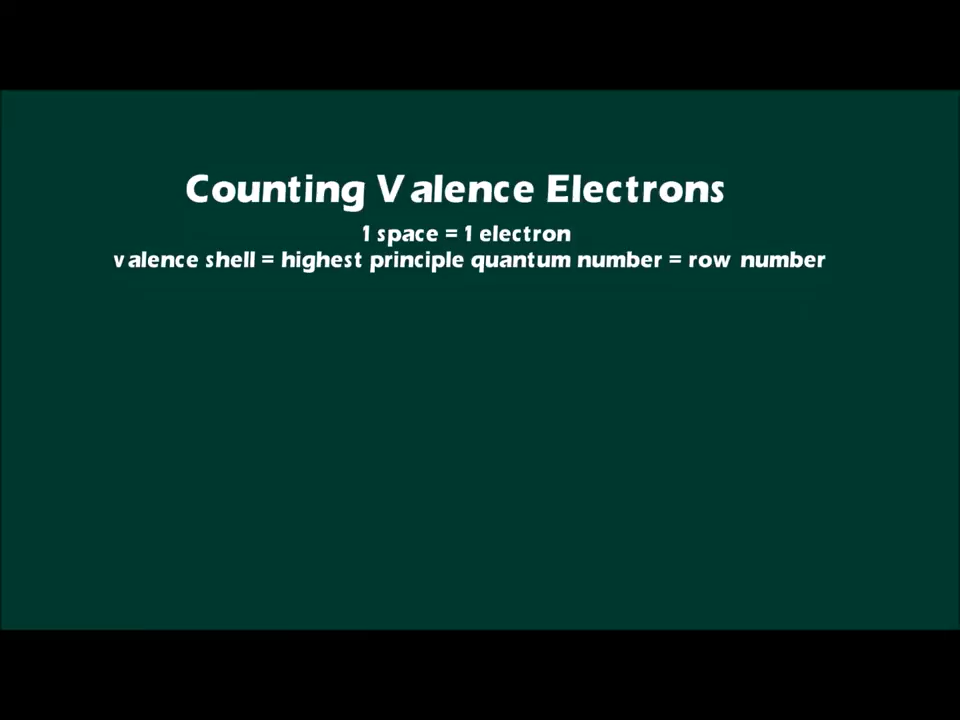 Counting Valence Electrons
1 space = 1 electron
valence shell = highest principle quantum number = row number